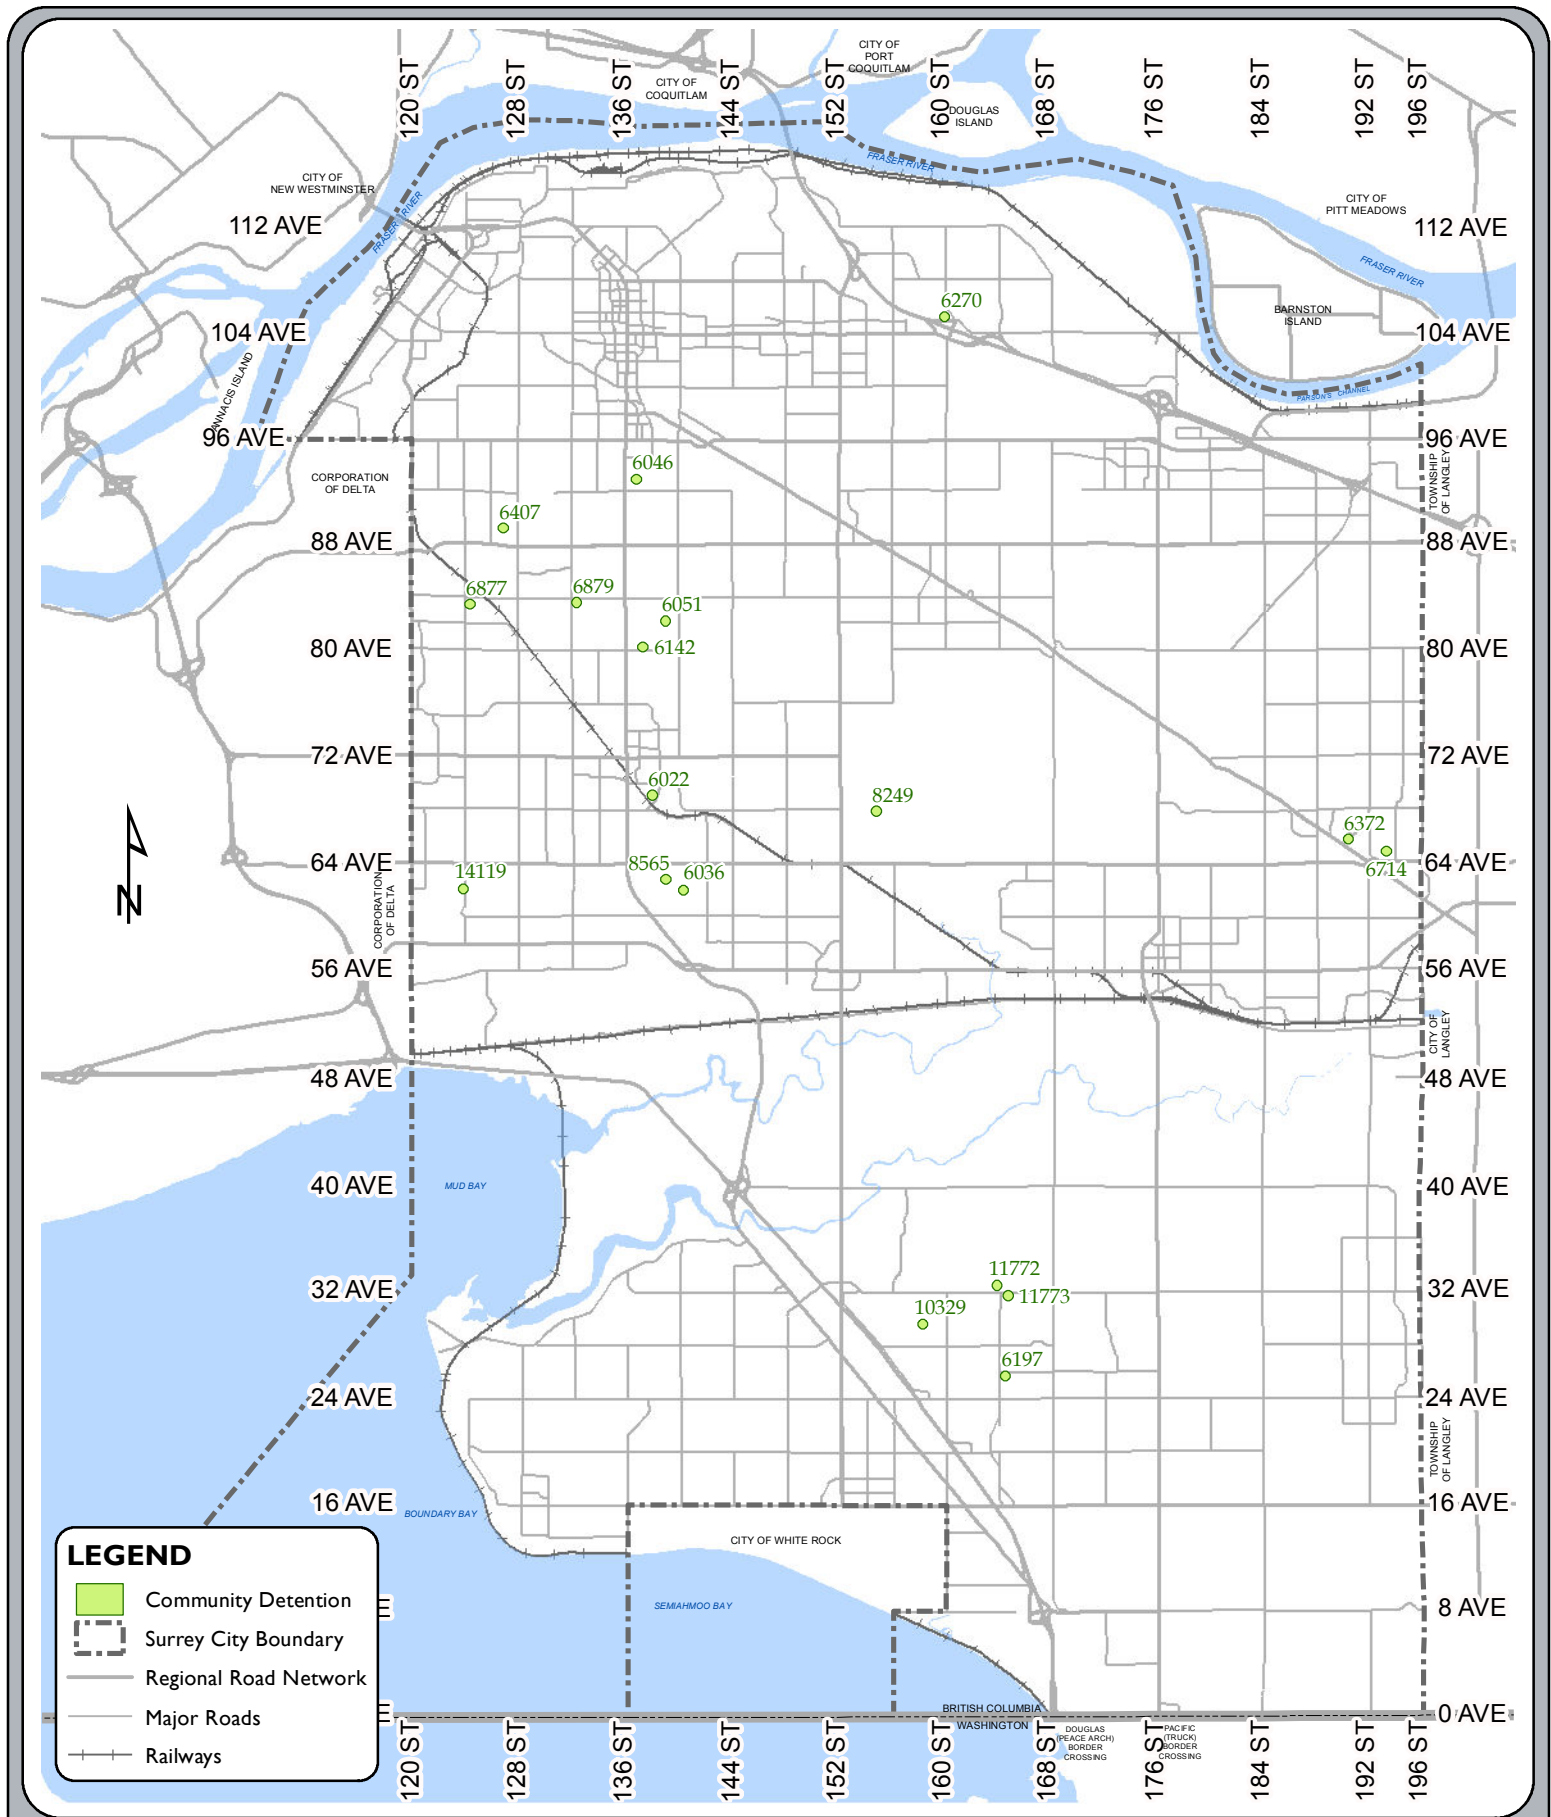 120 ST
128 ST
136 ST
144 ST
152 ST
160 ST
168 ST
176 ST
184 ST
192 ST
196 ST
CITY OF
PORT
COQUITLAM
CITY OF
COQUITLAM
DOUGLAS
ISLAND
FRASER RIVER
CITY OF
NEW WESTMINSTER
FRASER RIVER
CITY OF
PITT MEADOWS
112 AVE
112 AVE
FRASER RIVER
6270
BARNSTON
ISLAND
104 AVE
104 AVE
ANNACIS ISLAND
PARSON'S CHANNEL
96 AVE
96 AVE
6046
CORPORATION
OF DELTA
TOWNSHIP
OF LANGLEY
6407
88 AVE
88 AVE
6877
6879
6051
80 AVE
6142
80 AVE
72 AVE
72 AVE
6022
8249
6372
64 AVE
64 AVE
14119
8565
6036
6714
CORPORATION
OF DELTA
56 AVE
56 AVE
CITY OF
LANGLEY
N
48 AVE
48 AVE
40 AVE
MUD BAY
40 AVE
11772
32 AVE
11773
32 AVE
10329
6197
24 AVE
24 AVE
TOWNSHIP
OF LANGLEY
16 AVE
16 AVE
BOUNDARY BAY
CITY OF WHITE ROCK
LEGEND
Community Detention
Surrey City Boundary
Regional Road Network
Major Roads
Railways
E
SEMIAHMOO BAY
8 AVE
E
BRITISH COLUMBIA
WASHINGTON
0 AVE
DOUGLAS
(PEACE ARCH)
BORDER
CROSSING
PACIFIC
(TRUCK)
BORDER
CROSSING
120 ST
128 ST
136 ST
144 ST
152 ST
160 ST
168 ST
176 ST
184 ST
192 ST
196 ST